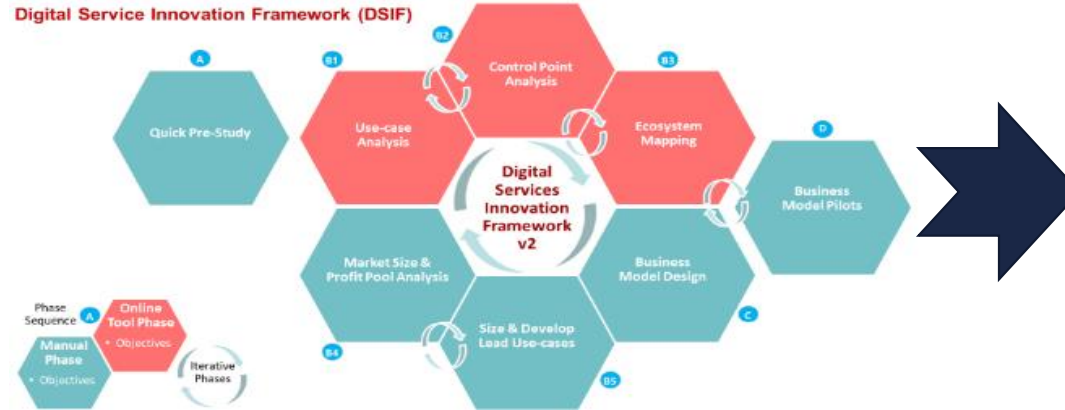 Digital Service Innovation Framework (DSIF)
A
Quick Pre-Study
B1
Use-case
Analysis
B2
Control Point
Analysis
B3
Ecosystem
Mapping
D
Business
Model Pilots
Digital
Services
Innovation
Framework
v2
Market Size &
Profit Pool Analysis
B4
Size & Develop
Lead Use-cases
B5
Business
Model Design
C
Phase
Sequence
A
Online
Tool Phase
• Objectives
Manual
Phase
• Objectives
Iterative
Phases